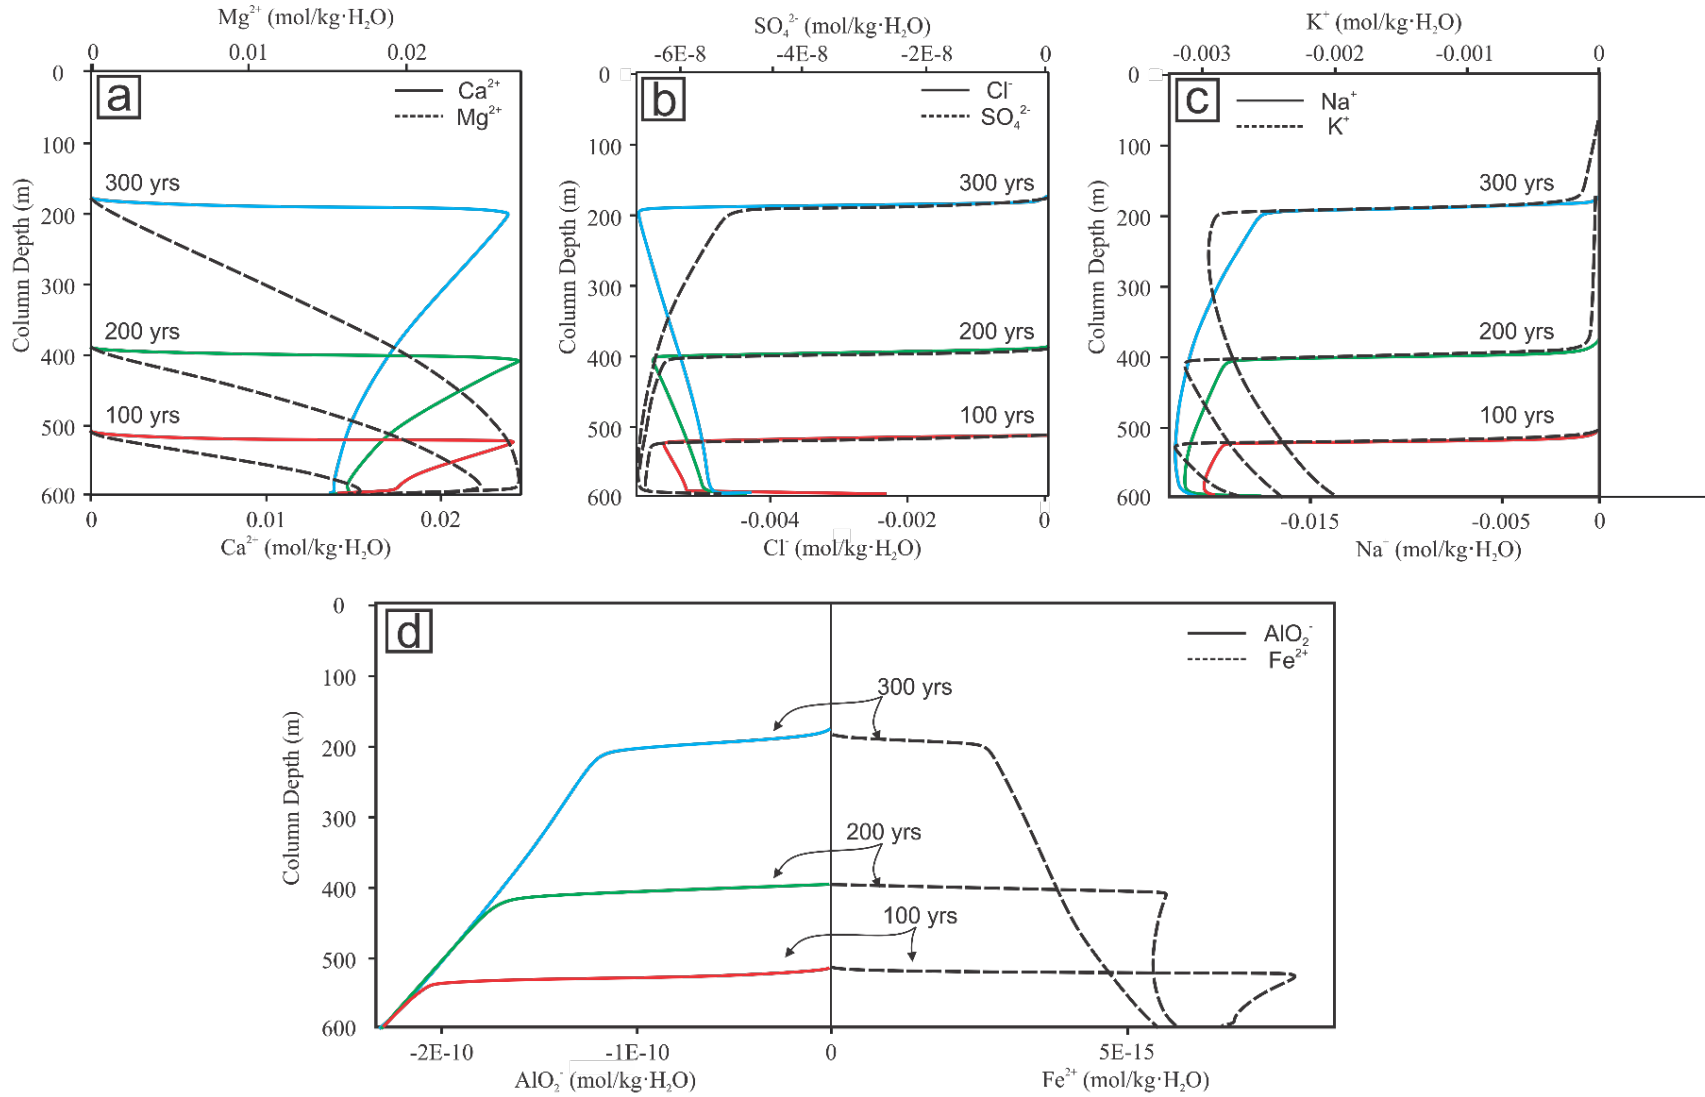 Mg²⁺ (mol/kg·H₂O)
0 0.01 0.02
a
Ca²⁺
Mg²⁺
0
100
200
300
400
500
600
Column Depth (m)
300 yrs
200 yrs
100 yrs
0 0.01 0.02
Ca²⁺ (mol/kg·H₂O)
SO₄²⁻ (mol/kg·H₂O)
-6E-8 -4E-8 -2E-8 0
b
Cl⁻
SO₄²⁻
0
100
200
300
400
500
600
Column Depth (m)
300 yrs
200 yrs
100 yrs
-0.004 -0.002 0
Cl⁻ (mol/kg·H₂O)
K⁺ (mol/kg·H₂O)
-0.003 -0.002 -0.001 0
c
Na⁺
K⁺
0
100
200
300
400
500
600
Column Depth (m)
300 yrs
200 yrs
100 yrs
-0.015 -0.005 0
Na⁻ (mol/kg·H₂O)
d
AlO₂⁻
Fe²⁺
0
100
200
300
400
500
600
Column Depth (m)
300 yrs
200 yrs
100 yrs
-2E-10 -1E-10 0 5E-15
AlO₂⁻ (mol/kg·H₂O) Fe²⁺ (mol/kg·H₂O)